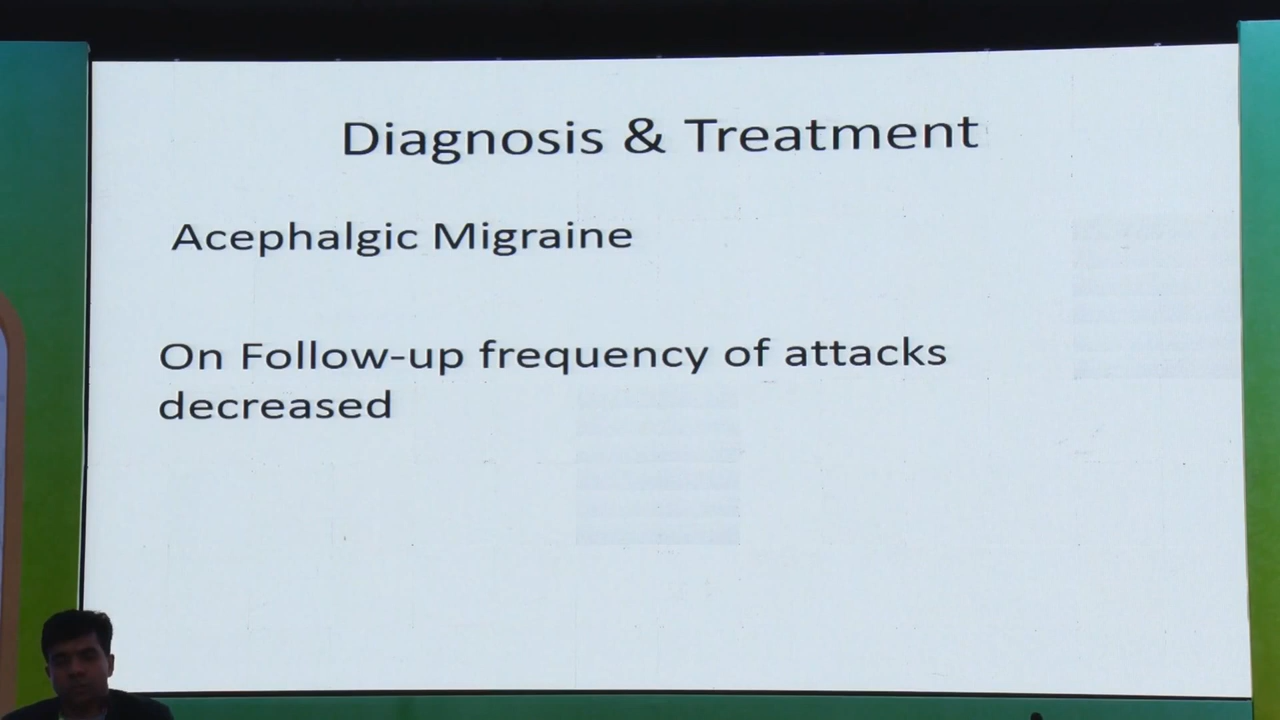 Diagnosis & Treatment
Acephalgic Migraine
On Follow-up frequency of attacks
decreased